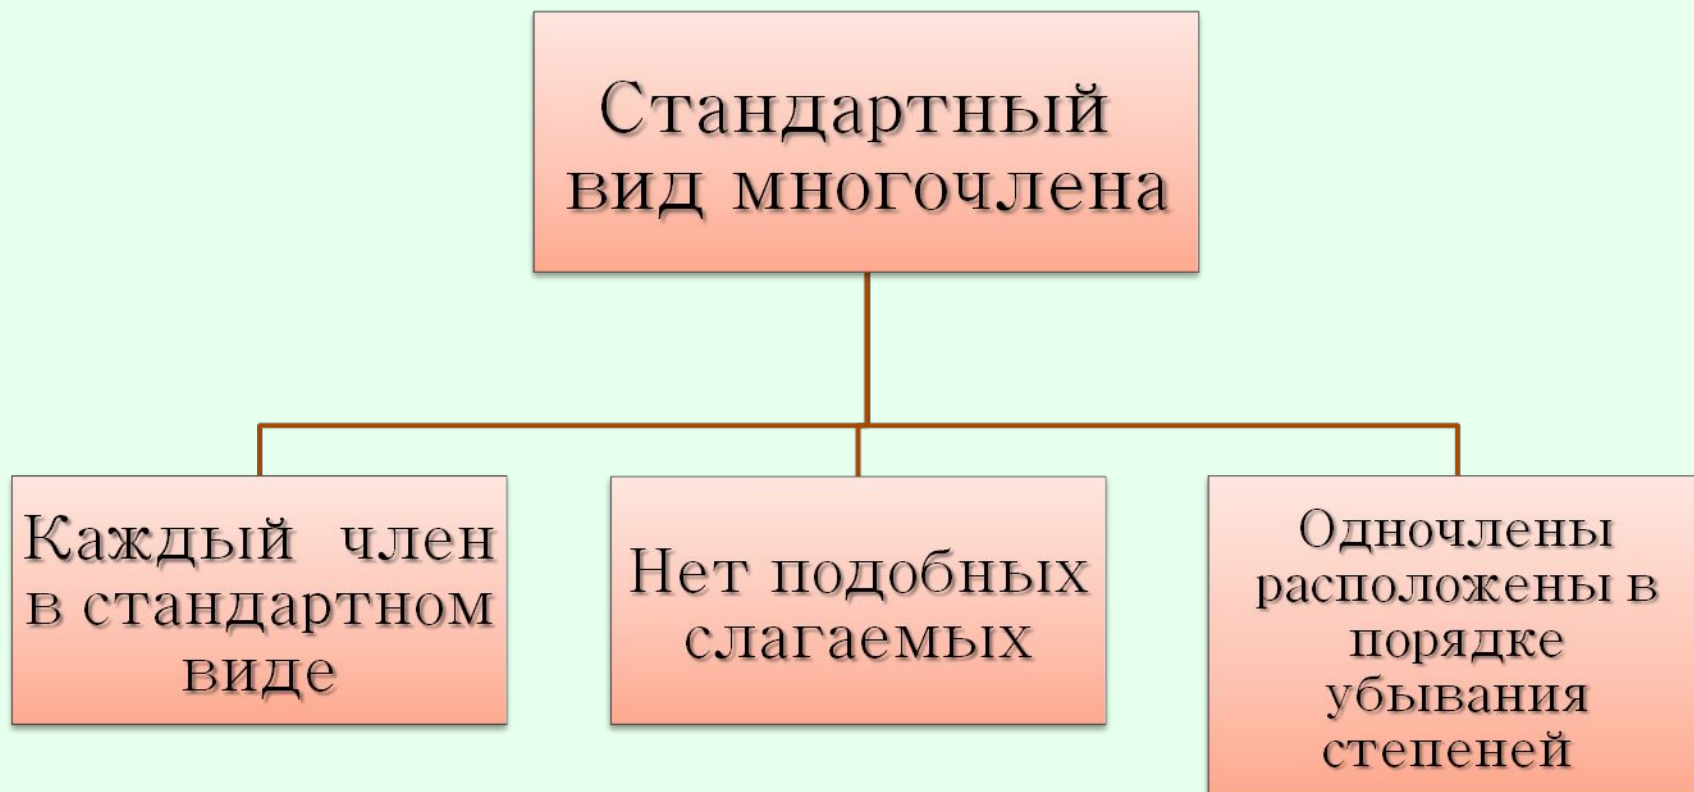 Стандартный
вид многочлена
Каждый член
в стандартном
виде
Нет подобных
слагаемых
Одночлены
расположены в
порядке
убывания
степеней